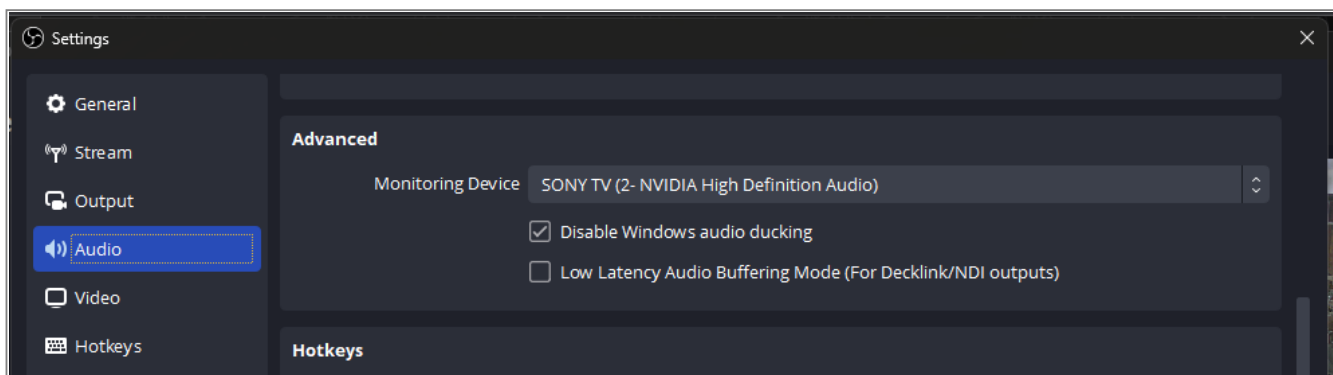 Settings
General
Stream
Output
Audio
Video
Hotkeys
Advanced
Monitoring Device SONY TV (2- NVIDIA High Definition Audio)
Disable Windows audio ducking
Low Latency Audio Buffering Mode (For Decklink/NDI outputs)
Hotkeys